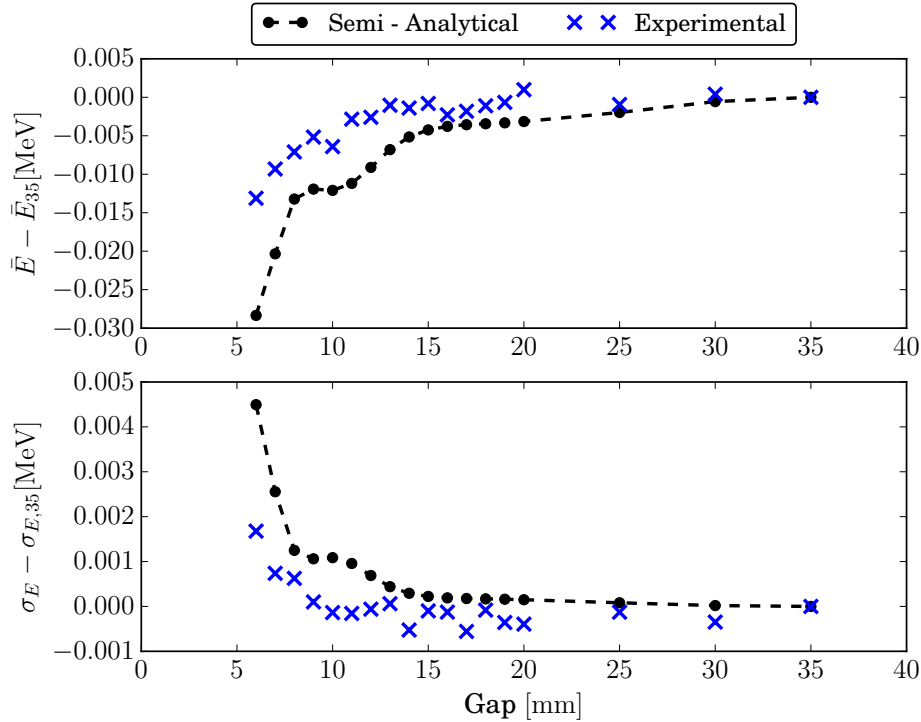 Semi - Analytical Experimental
0.005
0.000
−0.005
−0.010
−0.015
−0.020
−0.025
−0.030
Ē − Ē₃₅[MeV]
0 5 10 15 20 25 30 35 40
0.005
0.004
0.003
0.002
0.001
0.000
−0.001
σ_E − σ_{E,35}[MeV]
0 5 10 15 20 25 30 35 40
Gap [mm]